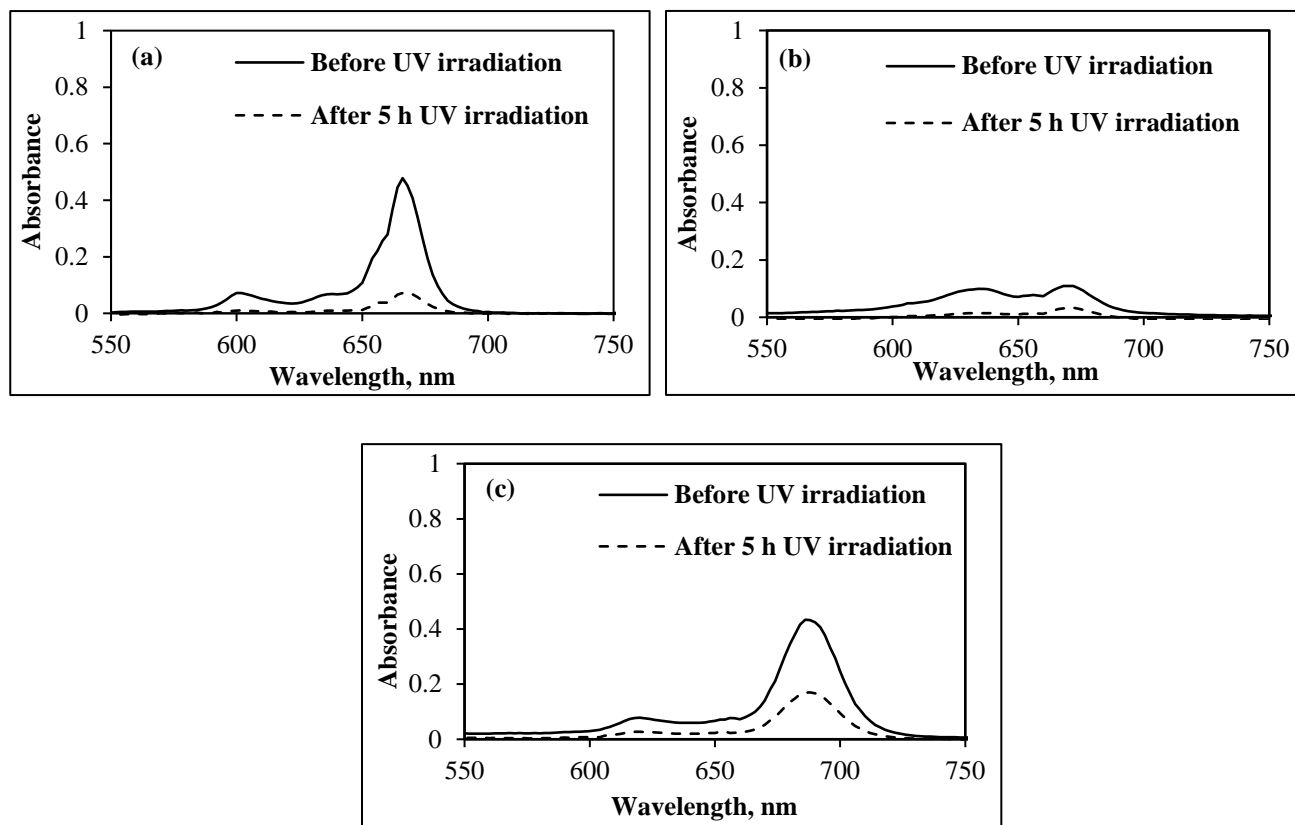 (a)
Before UV irradiation
After 5 h UV irradiation
Absorbance
1
0.8
0.6
0.4
0.2
0
550 600 650 700 750
Wavelength, nm
(b)
Before UV irradiation
After 5 h UV irradiation
Absorbance
1
0.8
0.6
0.4
0.2
0
550 600 650 700 750
Wavelength, nm
(c)
Before UV irradiation
After 5 h UV irradiation
Absorbance
1
0.8
0.6
0.4
0.2
0
550 600 650 700 750
Wavelength, nm